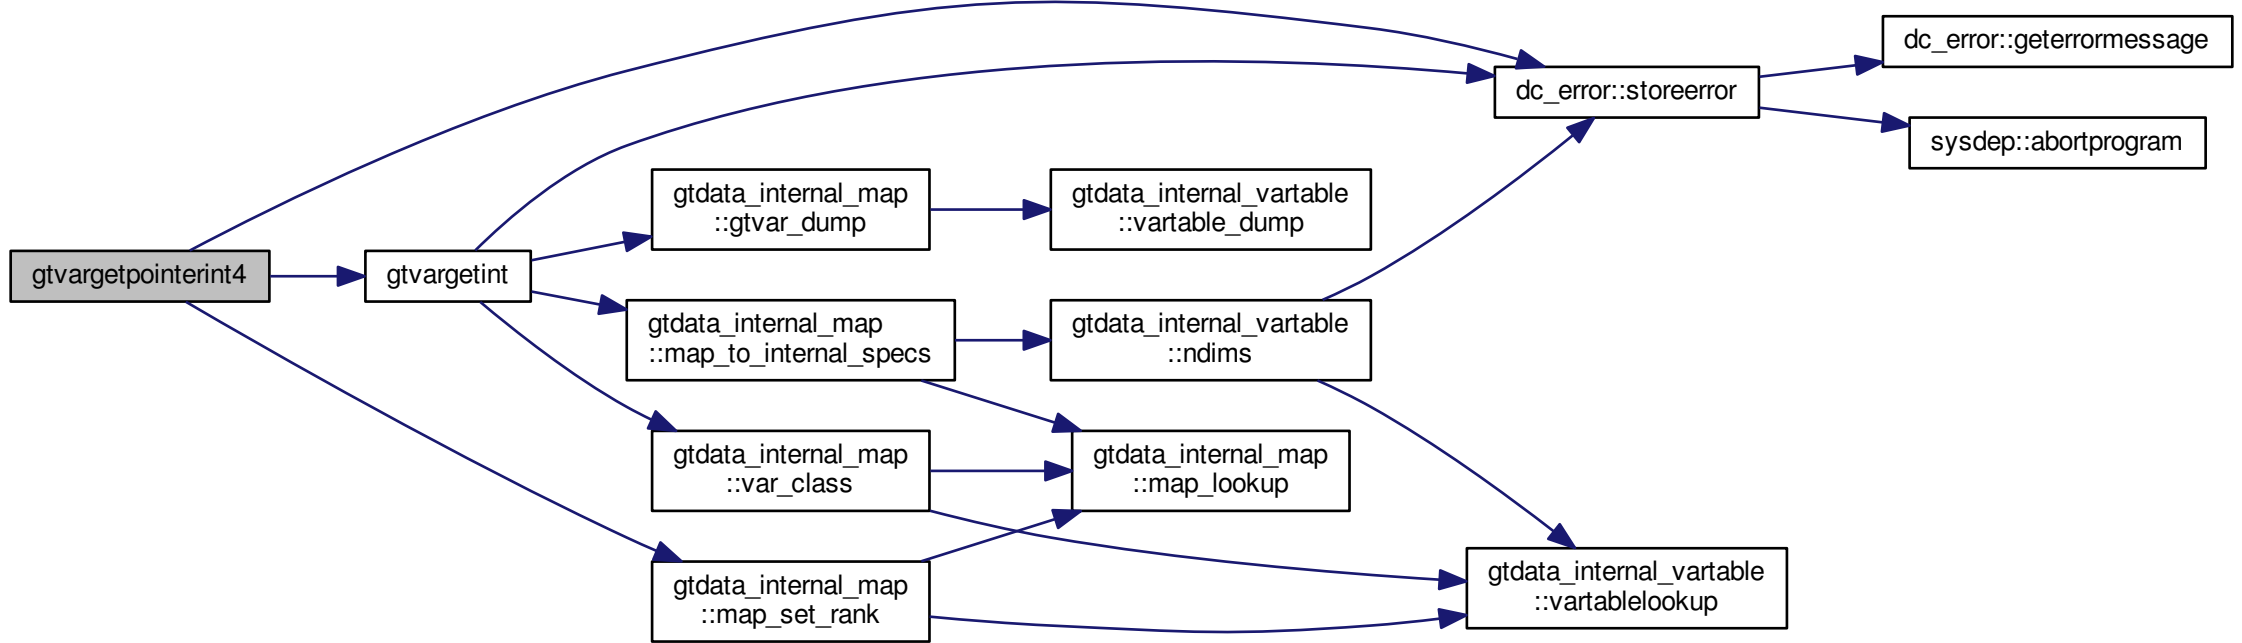 dc_error::geterrormessage
dc_error::storeerror
sysdep::abortprogram
gtdata_internal_map
::gtvar_dump
gtdata_internal_vartable
::vartable_dump
gtvargetpointerint4
gtvargetint
gtdata_internal_map
::map_to_internal_specs
gtdata_internal_vartable
::ndims
gtdata_internal_map
::var_class
gtdata_internal_map
::map_lookup
gtdata_internal_map
::map_set_rank
gtdata_internal_vartable
::vartablelookup